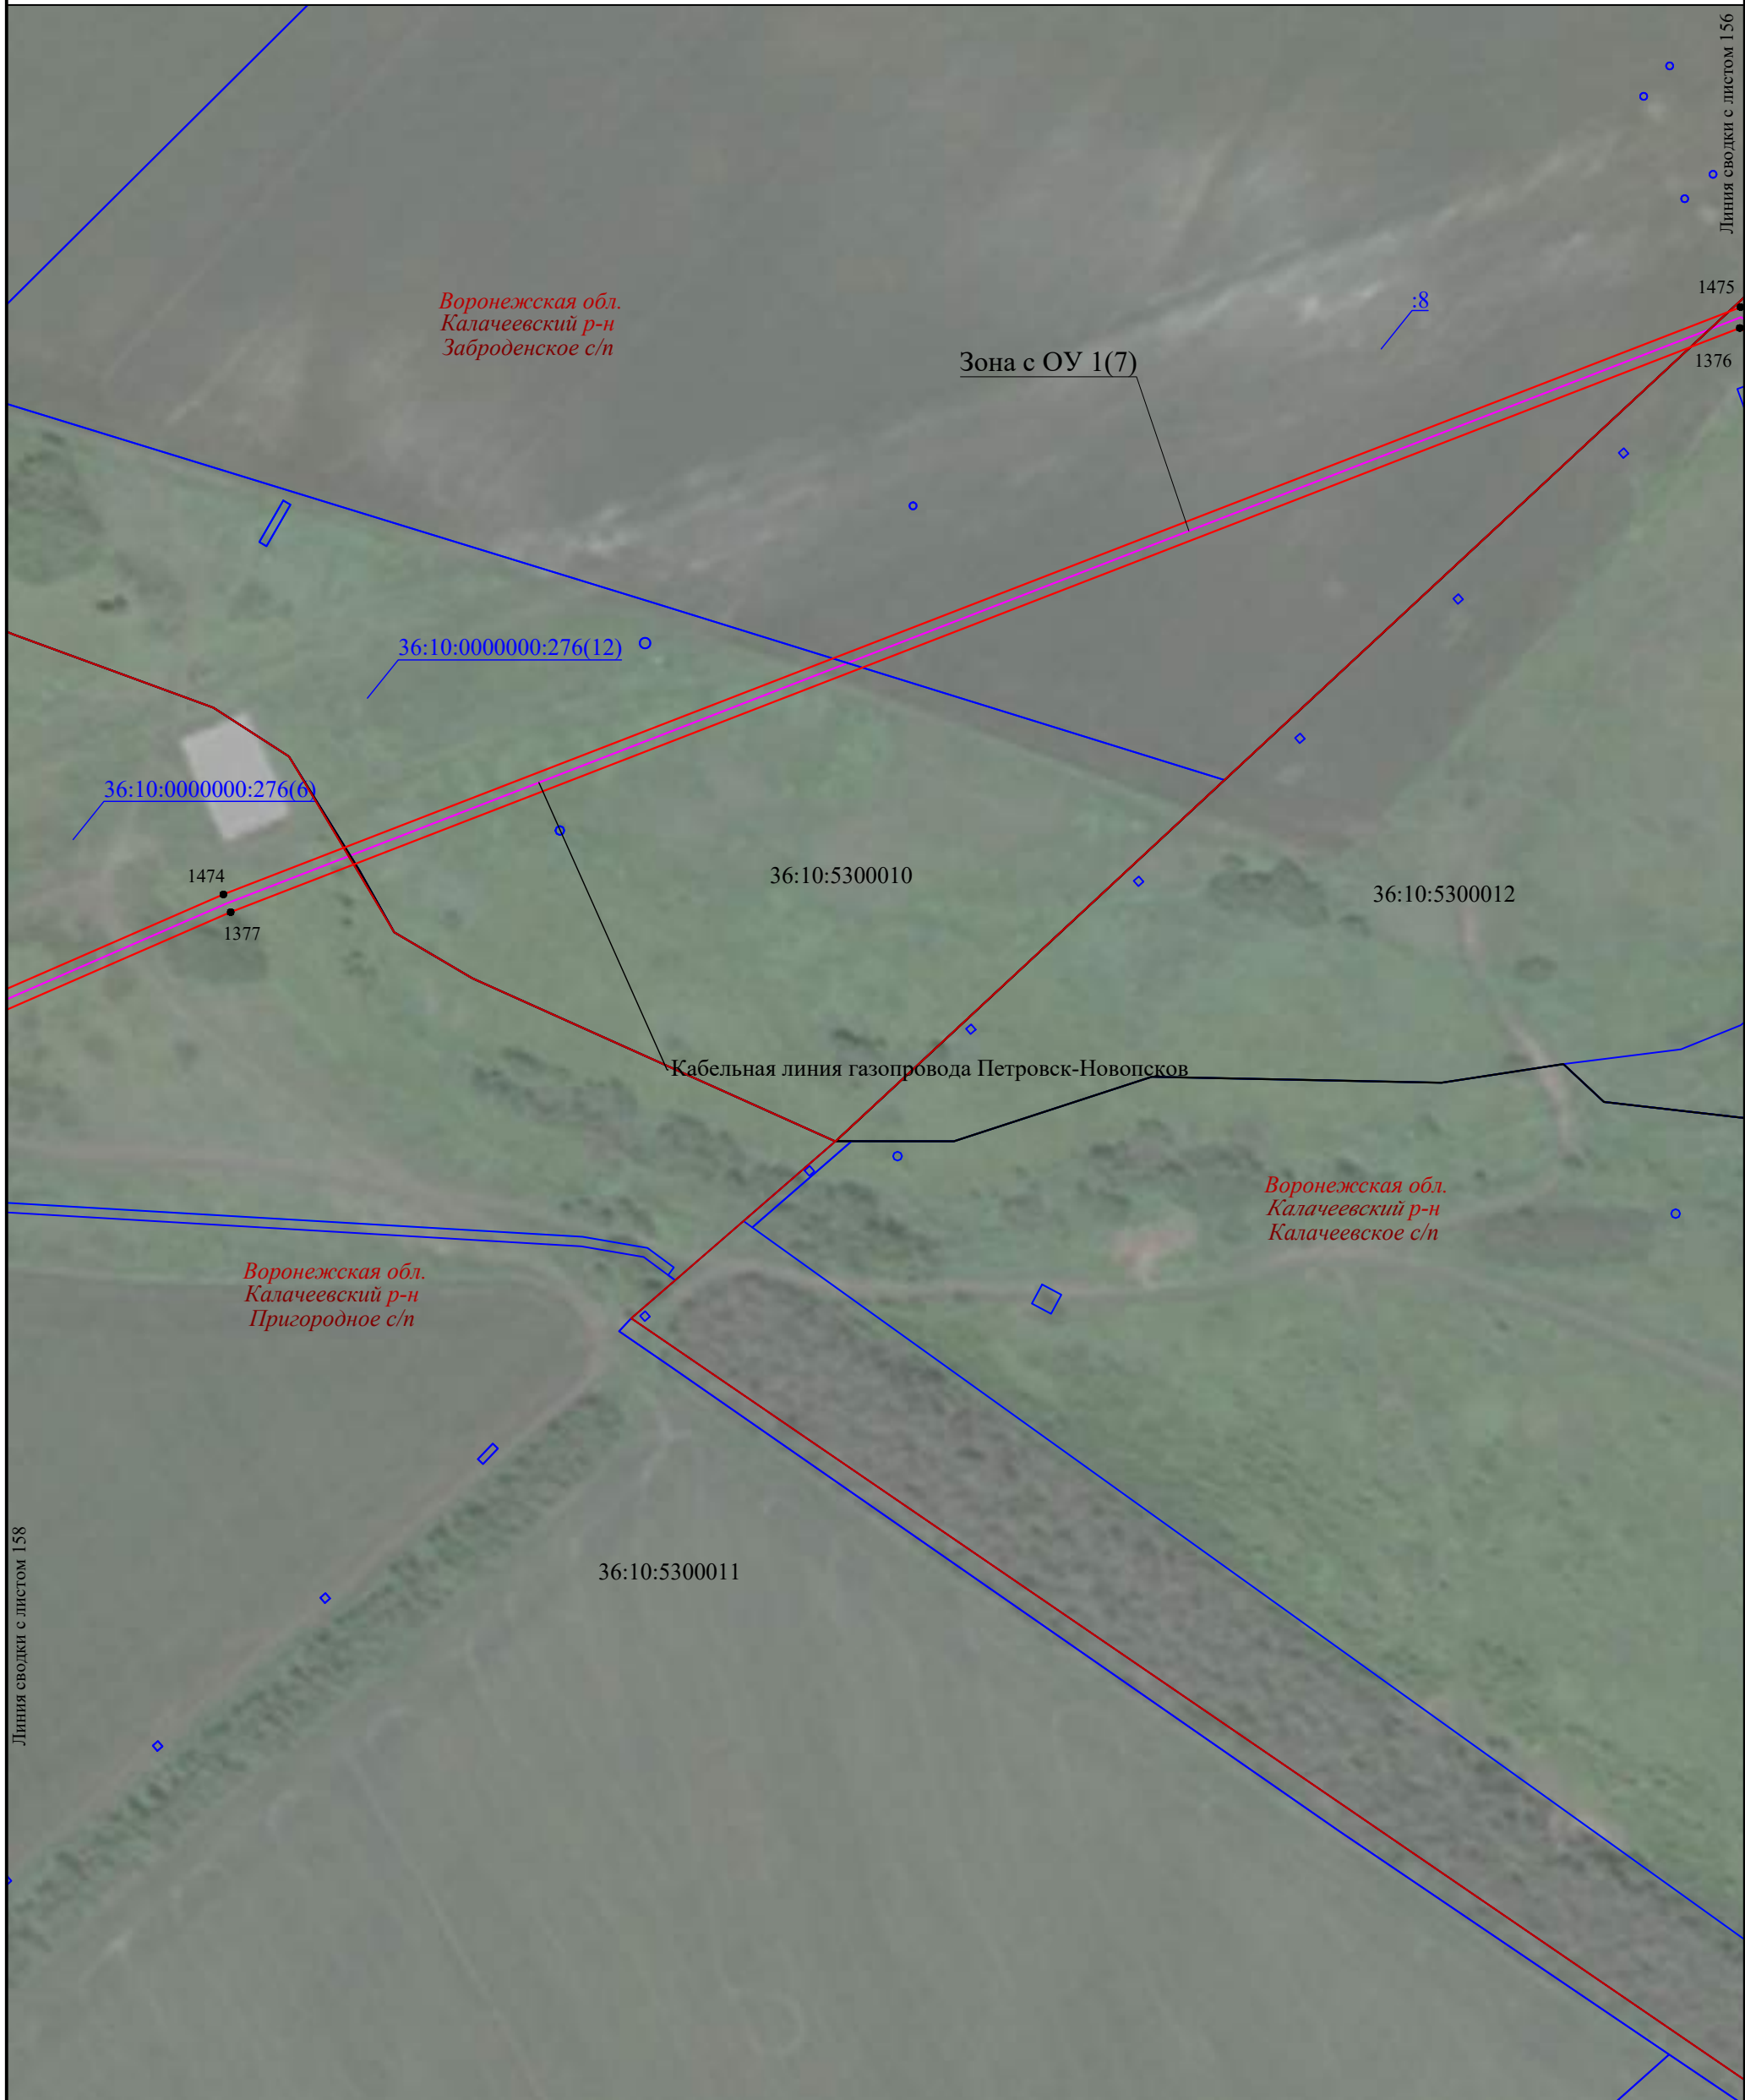 Линия сводки с листом 156
1475
Воронежская обл.
Калачеевский р-н
Заброденское с/п
:8
Зона с ОУ 1(7)
1376
36:10:0000000:276(12)
36:10:0000000:276(6)
1474
36:10:5300010
36:10:5300012
1377
Кабельная линия газопровода Петровск-Новопсков
Воронежская обл.
Калачеевский р-н
Калачеевское с/п
Воронежская обл.
Калачеевский р-н
Пригородное с/п
Линия сводки с листом 158
36:10:5300011